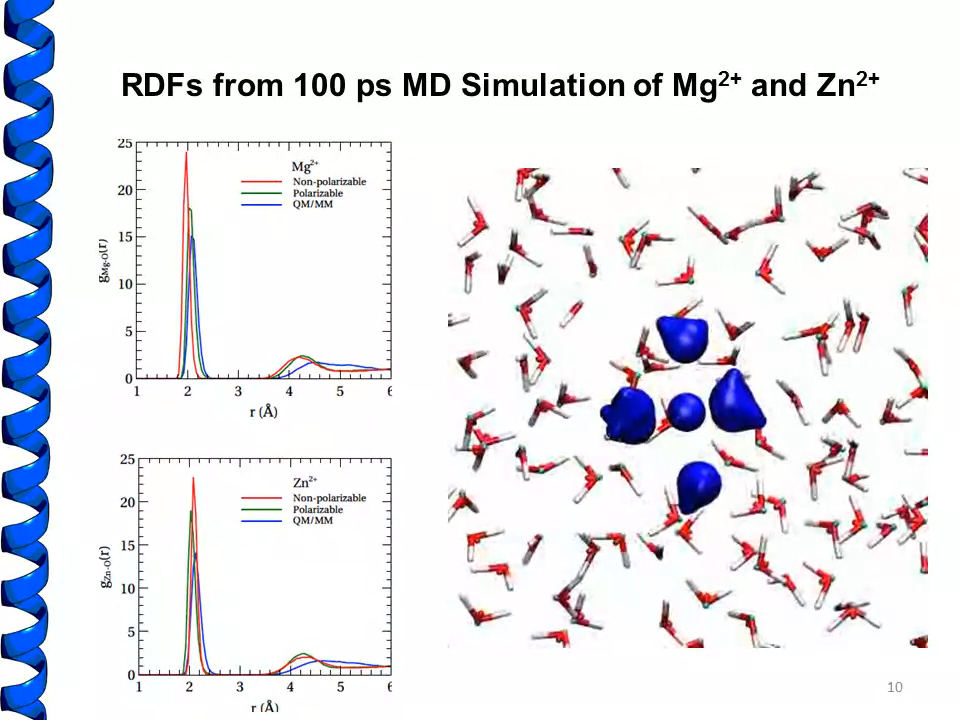 RDFs from 100 ps MD Simulation of Mg2+ and Zn2+
25
20
15
10
5
0
gMg-O(r)
Mg2+
Non-polarizable
Polarizable
QM/MM
1 2 3 4 5 6
r (Å)
25
20
15
10
5
0
gZn-O(r)
Zn2+
Non-polarizable
Polarizable
QM/MM
1 2 3 4 5 6
r (Å)
10